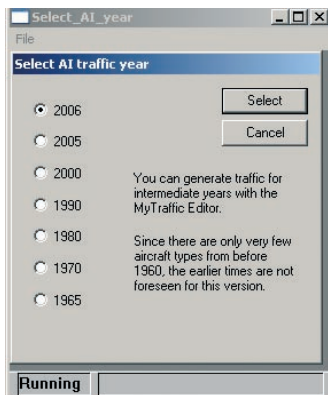 Select_AI_year
File
Select AI traffic year
2006
2005
2000
1990
1980
1970
1965
Select
Cancel
You can generate traffic for
intermediate years with the
MyTraffic Editor.
Since there are only very few
aircraft types from before
1960, the earlier times are not
foreseen for this version.
Running